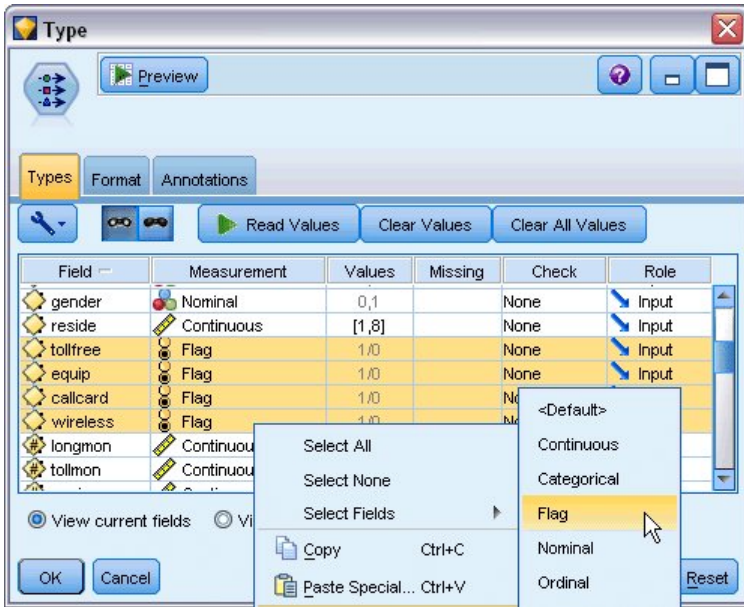 Type
Preview
Types Format Annotations
Read Values Clear Values Clear All Values
Field Measurement Values Missing Check Role
gender Nominal 0,1 None Input
reside Continuous [1,8] None Input
tollfree Flag 1/0 None Input
equip Flag 1/0 None Input
callcard Flag 1/0
wireless Flag 1/0
longmon
tollmon
Select All
Select None
Select Fields
Copy Ctrl+C
Paste Special... Ctrl+V
<Default>
Continuous
Categorical
Flag
Nominal
Ordinal
View current fields
OK Cancel Reset